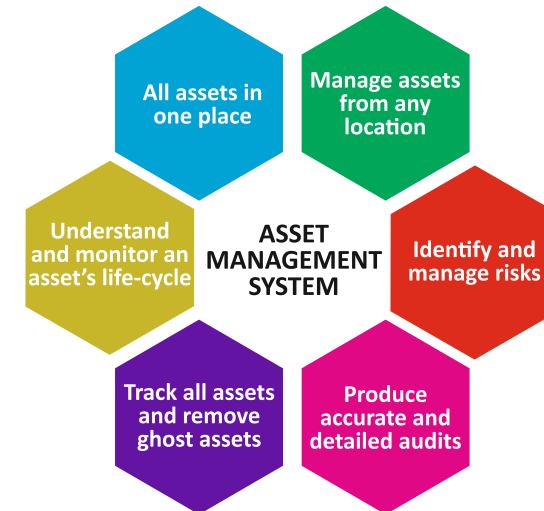 All assets in
one place
Manage assets
from any
location
Understand
and monitor an
asset's life-cycle
ASSET
MANAGEMENT
SYSTEM
Identify and
manage risks
Track all assets
and remove
ghost assets
Produce
accurate and
detailed audits